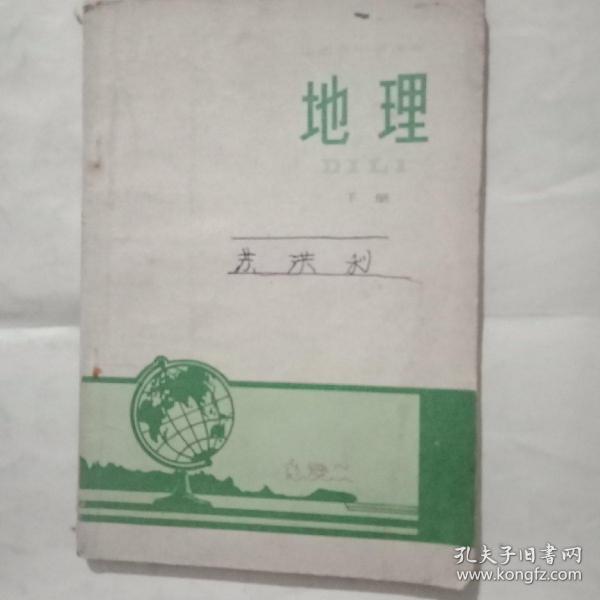 地理
DILI
下册
苏洪利
孔夫子旧书网
www.kongfz.com